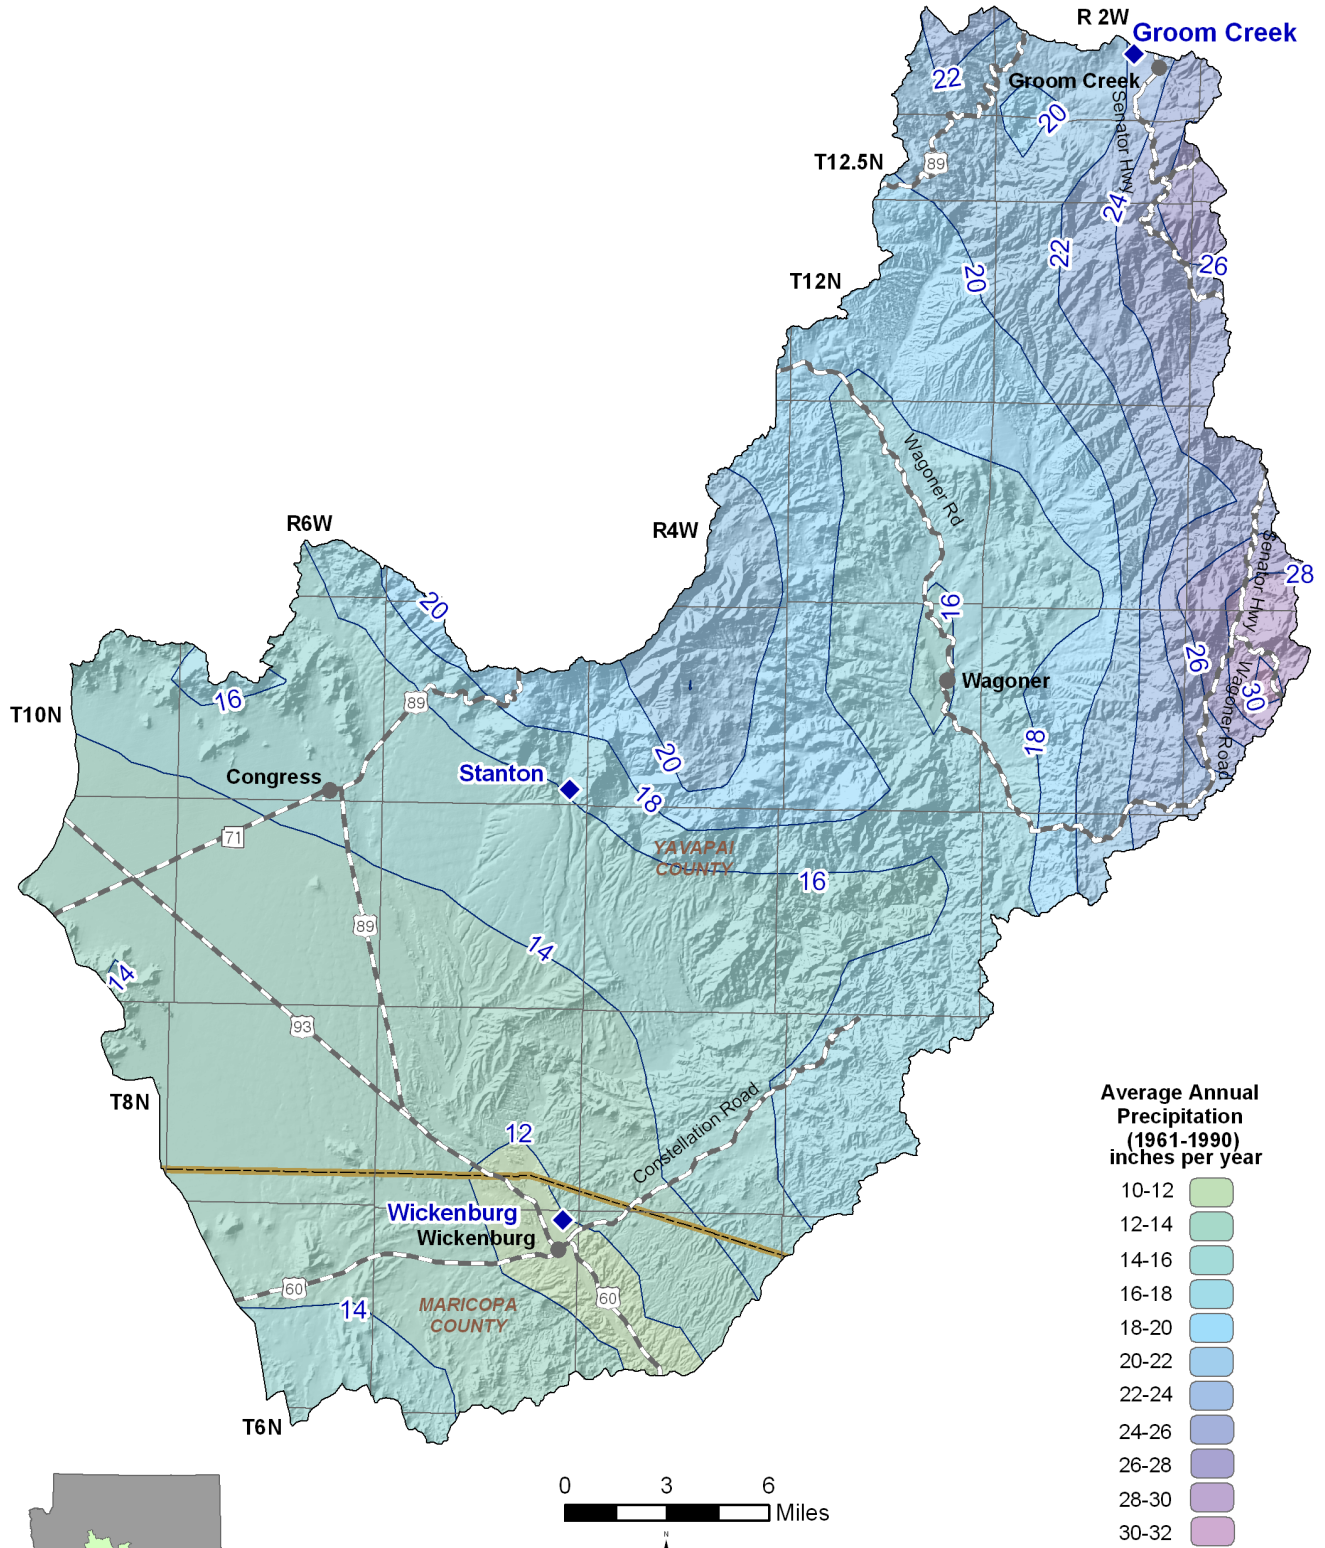 R 2W
Groom Creek
22
Groom Creek
20
Senator Hwy
T12.5N
89
24
22
26
20
T12N
Wagoner Rd
R6W
R4W
Senator Hwy
28
20
16
26
Wagoner
30
16
T10N
89
18
Wagoner Road
20
Congress
Stanton
18
71
YAVAPAI
COUNTY
16
89
14
14
93
Average Annual
Precipitation
(1961-1990)
inches per year
T8N
Constellation Road
12
Wickenburg
Wickenburg
60
60
14
MARICOPA
COUNTY
T6N
10-12
12-14
14-16
16-18
18-20
20-22
22-24
24-26
26-28
28-30
30-32
0 3 6
Miles
N